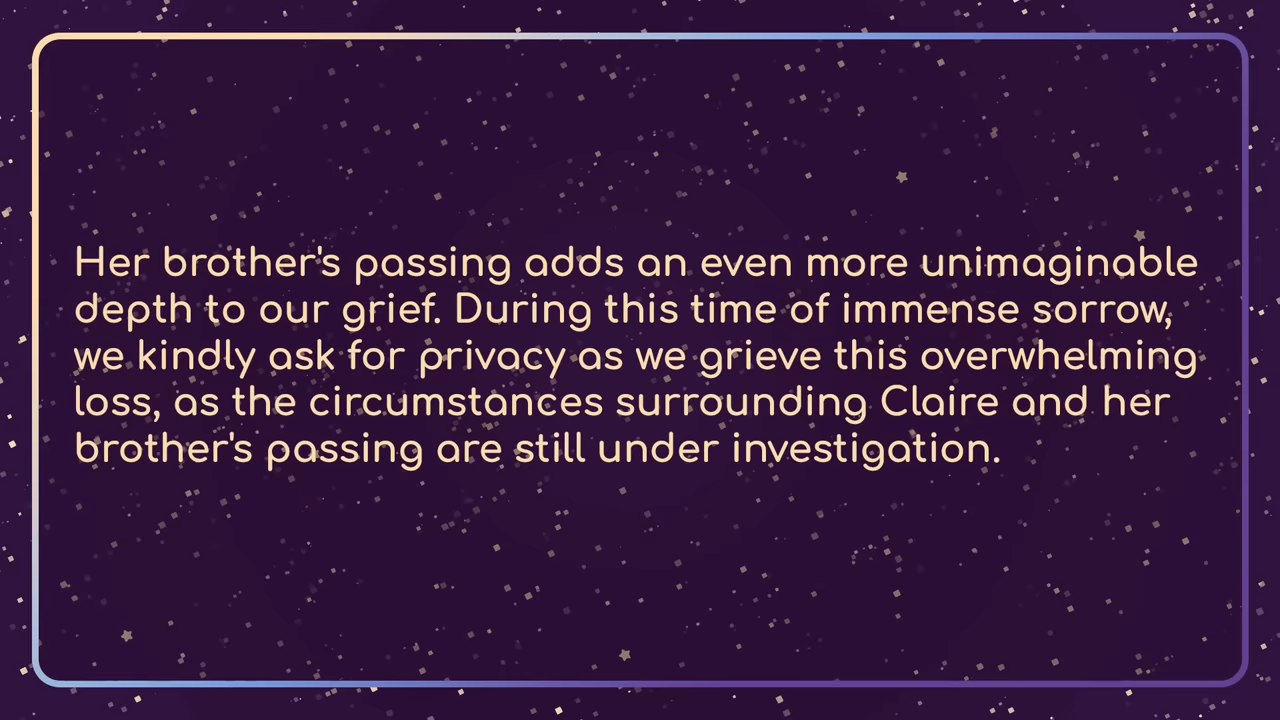 Her brother's passing adds an even more unimaginable
depth to our grief. During this time of immense sorrow,
we kindly ask for privacy as we grieve this overwhelming
loss, as the circumstances surrounding Claire and her
brother's passing are still under investigation.